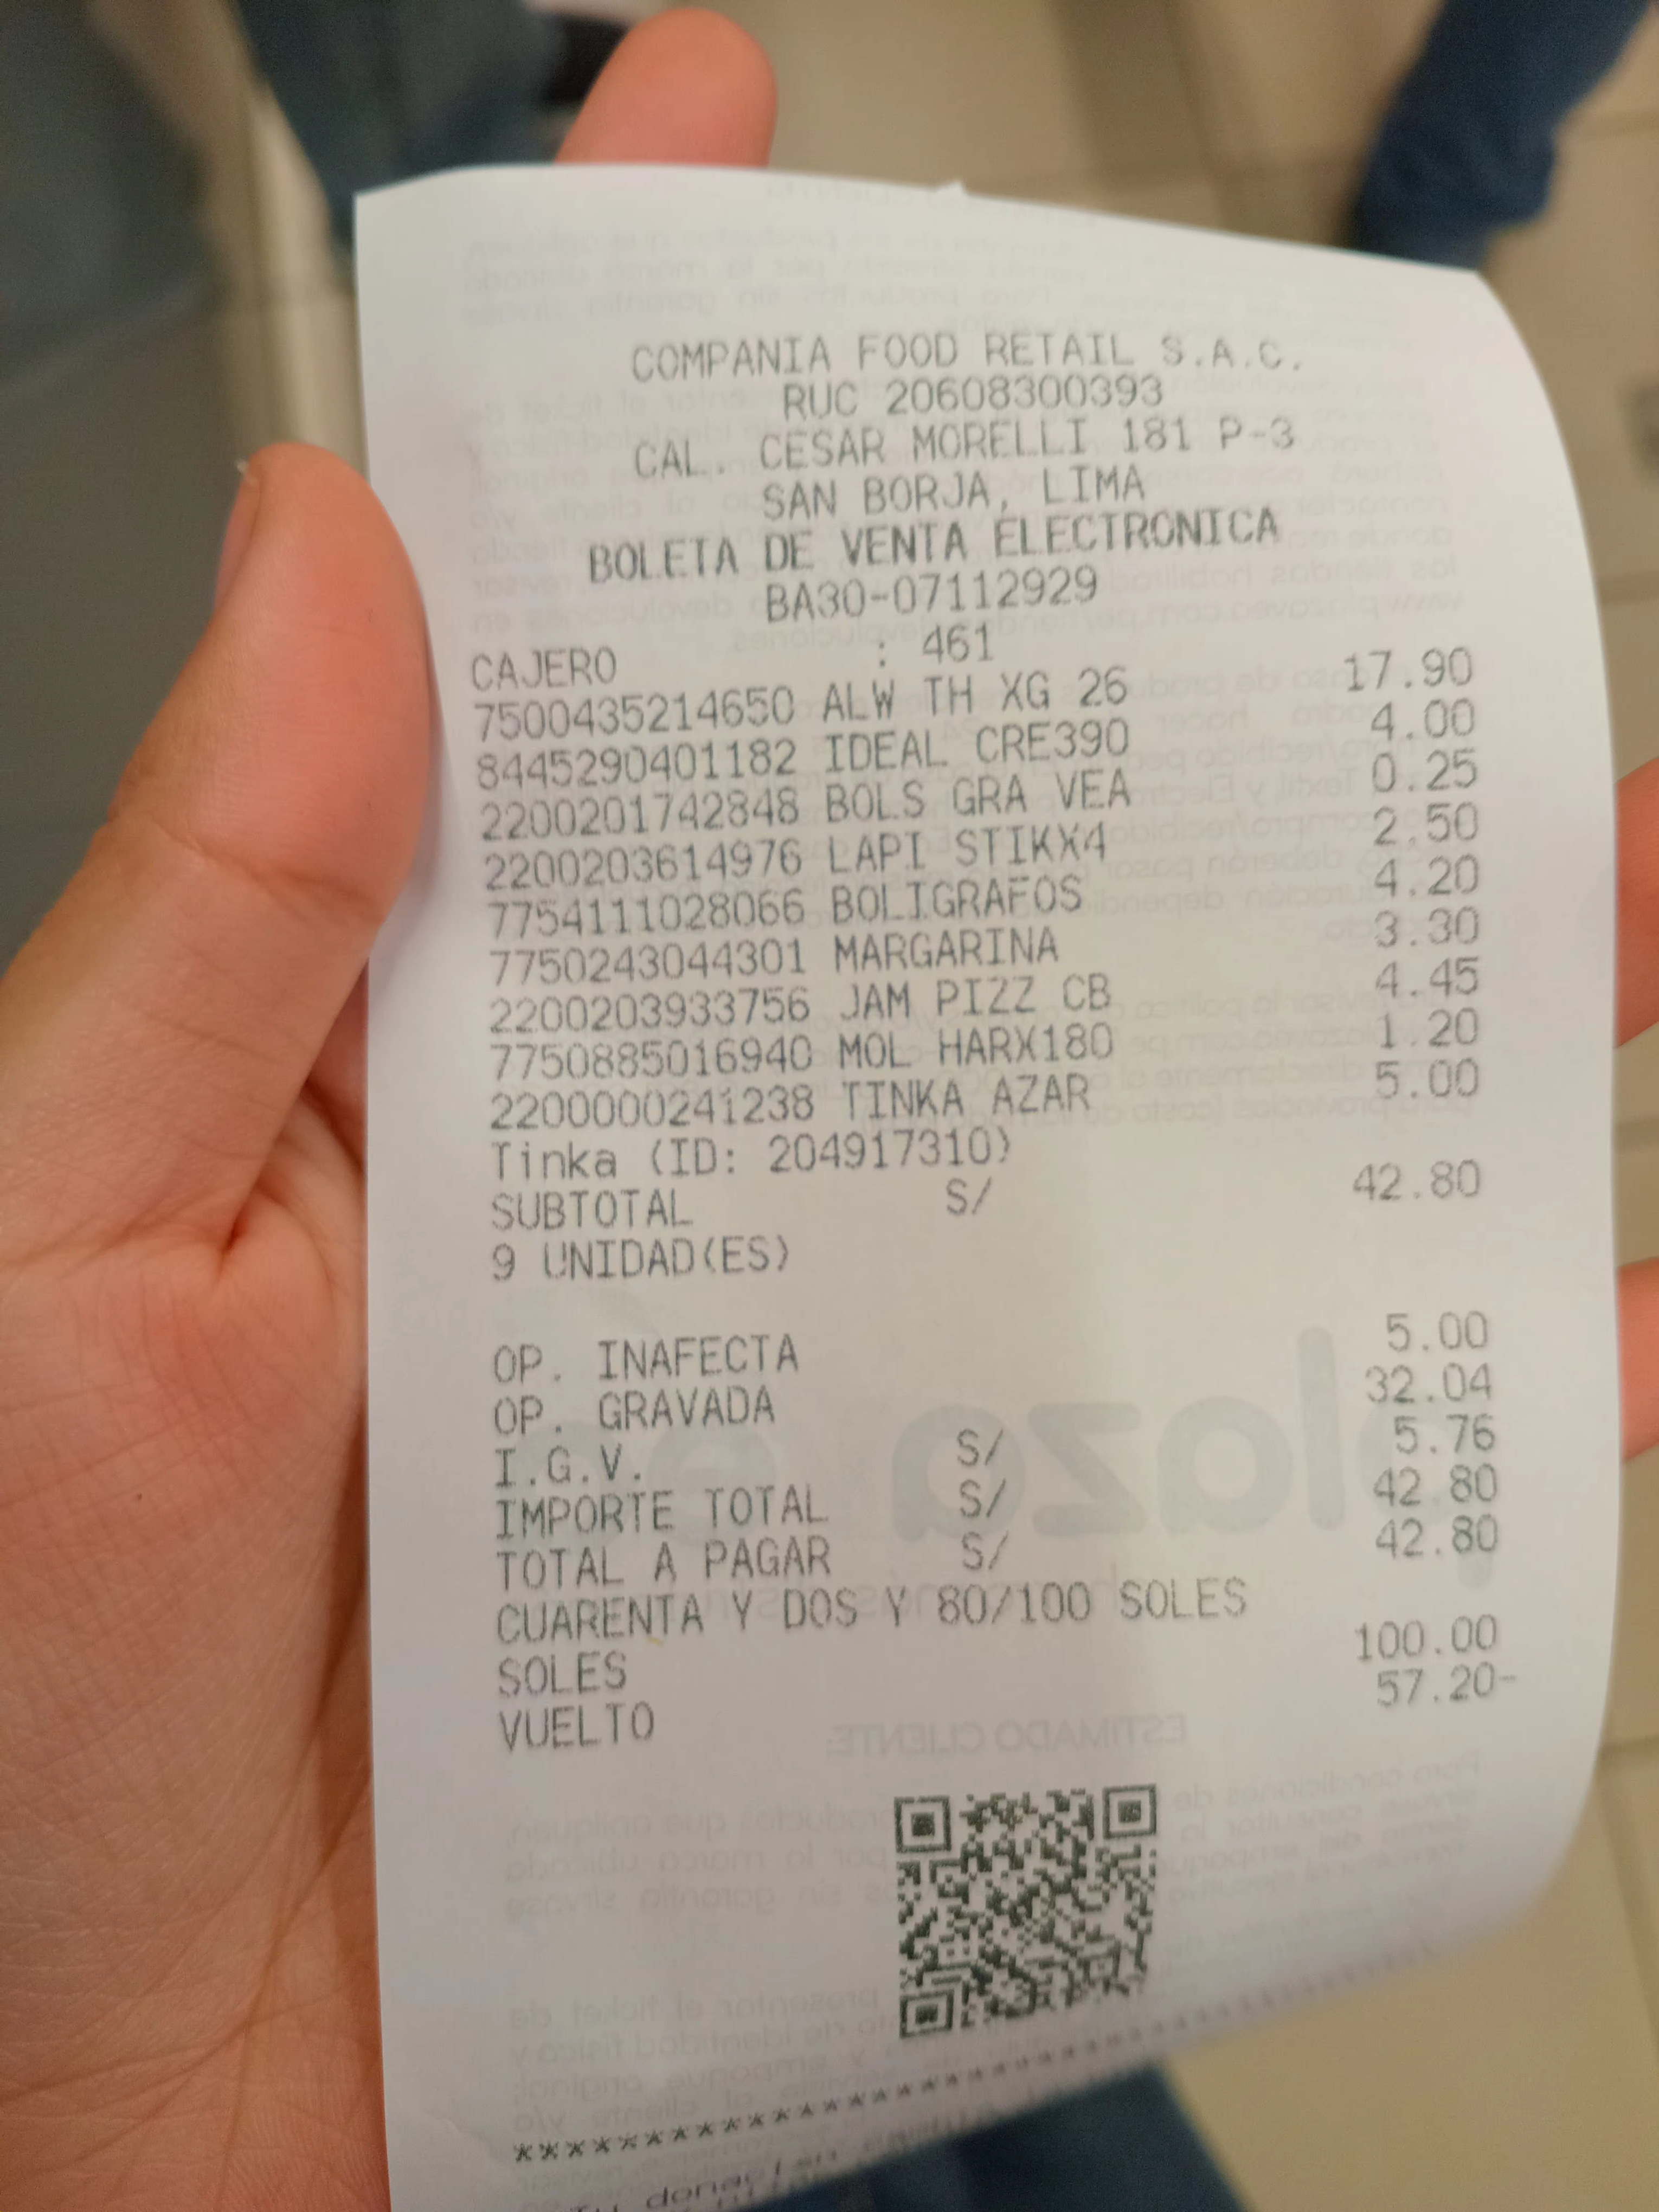 COMPANIA FOOD RETAIL S.A.C.
RUC 20608300393
CAL. CESAR MORELLI 181 P-3
SAN BORJA, LIMA
BOLETA DE VENTA ELECTRONICA
BA30-07112929
CAJERO : 461
7500435214650 ALW TH XG 26 17.90
8445290401182 IDEAL CRE390 4.00
2200201742848 BOLS GRA VEA 0.25
2200203614976 LAPI STIKX4 2.50
7754111028066 BOLIGRAFOS 4.20
7750243044301 MARGARINA 3.30
2200203933756 JAM PIZZ CB 4.45
7750885016940 MOL HARX180 1.20
2200000241238 TINKA AZAR 5.00
Tinka (ID: 204917310)
SUBTOTAL S/ 42.80
9 UNIDAD(ES)
OP. INAFECTA 5.00
OP. GRAVADA 32.04
I.G.V. S/ 5.76
IMPORTE TOTAL S/ 42.80
TOTAL A PAGAR S/ 42.80
CUARENTA Y DOS Y 80/100 SOLES
SOLES 100.00
VUELTO 57.20-
ESTIMADO CLIENTE